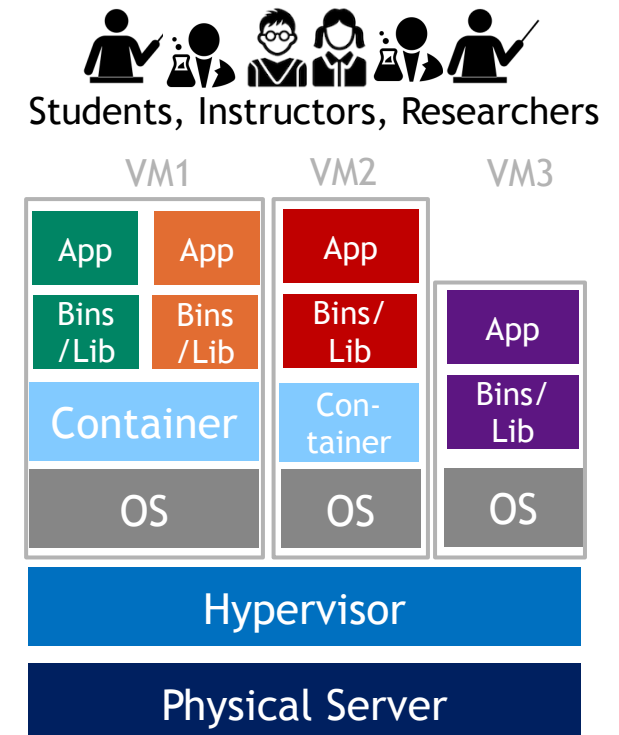 Students, Instructors, Researchers
VM1 VM2 VM3
App
App
Bins
/Lib
Bins
/Lib
Container
OS
App
Bins/
Lib
Con-
tainer
OS
App
Bins/
Lib
OS
Hypervisor
Physical Server